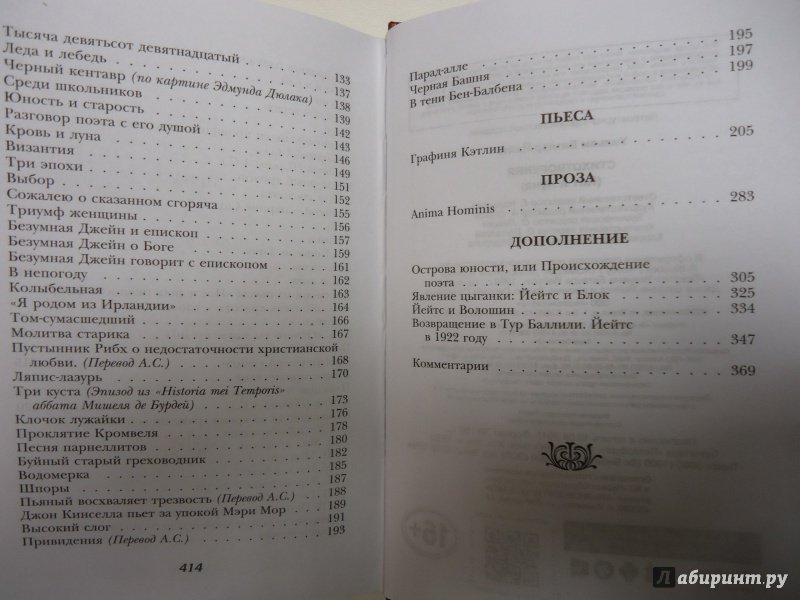 Тысяча девятьсот девятнадцатый . . . . . 133
Леда и лебедь . . . . . 137
Черный кентавр (по картине Эдмунда Дюлака) 138
Среди школьников . . . . . 139
Юность и старость . . . . . 142
Разговор поэта с его душой . . . . . 143
Кровь и луна . . . . . 146
Византия . . . . . 149
Три эпохи . . . . . 151
Выбор . . . . . 152
Сожалею о сказанном сгоряча . . . . . 155
Триумф женщины . . . . . 156
Безумная Джейн и епископ . . . . . 157
Безумная Джейн о Боге . . . . . 159
Безумная Джейн говорит с епископом . . . . . 161
В непогоду . . . . . 162
Колыбельная . . . . . 163
«Я родом из Ирландии» . . . . . 164
Том-сумасшедший . . . . . 166
Молитва старика . . . . . 167
Пустынник Рибх о недостаточности христианской
любви. (Перевод А.С.) . . . . . 168
Ляпис-лазурь . . . . . 170
Три куста (Эпизод из «Historia mei Temporis»
аббата Мишеля де Бурдей) . . . . . 173
Клочок лужайки . . . . . 176
Проклятие Кромвеля . . . . . 178
Песня парнеллитов . . . . . 180
Буйный старый греховодник . . . . . 182
Водомерка . . . . . 185
Шпоры . . . . . 187
Пьяный восхваляет трезвость (Перевод А.С.) . . . . . 188
Джон Кинселла пьет за упокой Мэри Мор . . . . . 189
Высокий слог . . . . . 191
Привидения (Перевод А.С.) . . . . . 193
414
Парад-алле . . . . . 195
Черная Башня . . . . . 197
В тени Бен-Балбена . . . . . 199
ПЬЕСА
Графиня Кэтлин . . . . . 205
ПРОЗА
Anima Hominis . . . . . 283
ДОПОЛНЕНИЕ
Острова юности, или Происхождение
поэта . . . . . 305
Явление цыганки: Йейтс и Блок . . . . . 325
Йейтс и Волошин . . . . . 334
Возвращение в Тур Баллили. Йейтс
в 1922 году . . . . . 347
Комментарии . . . . . 369
Лабиринт.ру